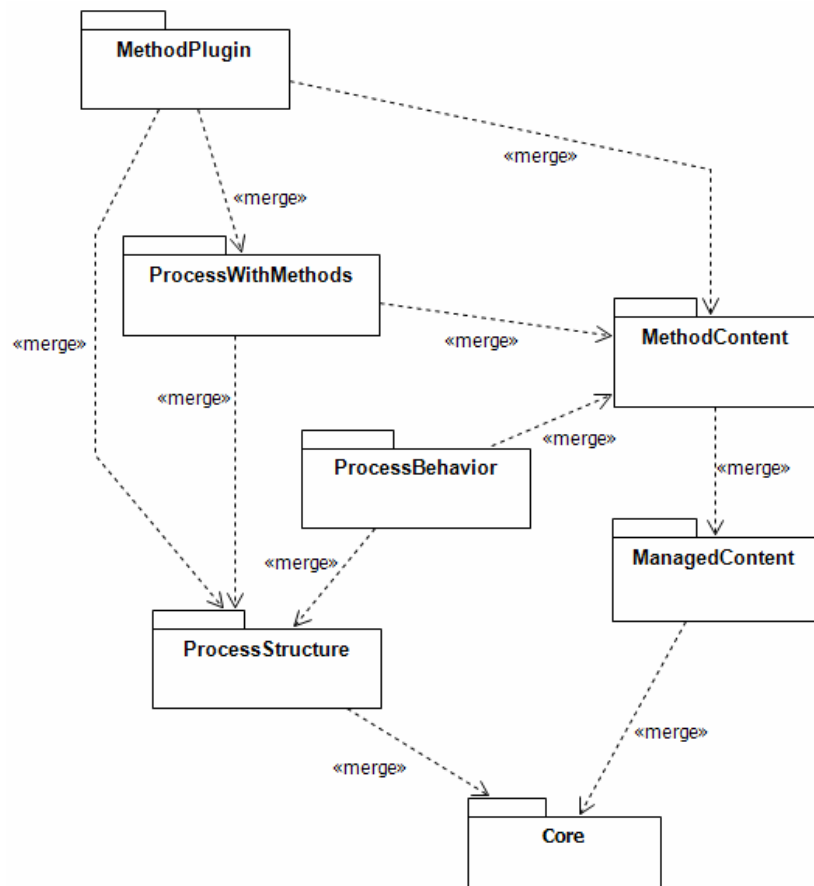 MethodPlugin
«merge»
«merge»
ProcessWithMethods
«merge»
«merge»
MethodContent
«merge»
«merge»
ProcessBehavior
«merge»
ManagedContent
«merge»
ProcessStructure
«merge»
«merge»
Core